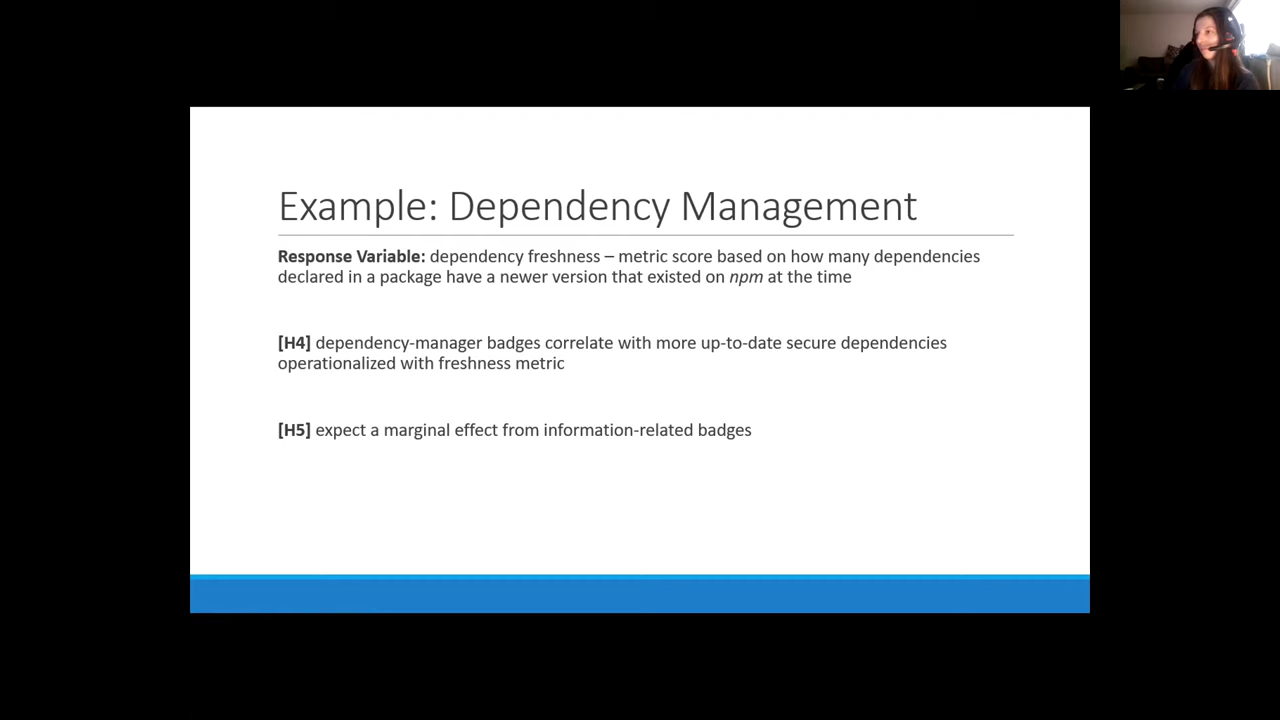 Example: Dependency Management
Response Variable: dependency freshness – metric score based on how many dependencies
declared in a package have a newer version that existed on npm at the time
[H4] dependency-manager badges correlate with more up-to-date secure dependencies
operationalized with freshness metric
[H5] expect a marginal effect from information-related badges